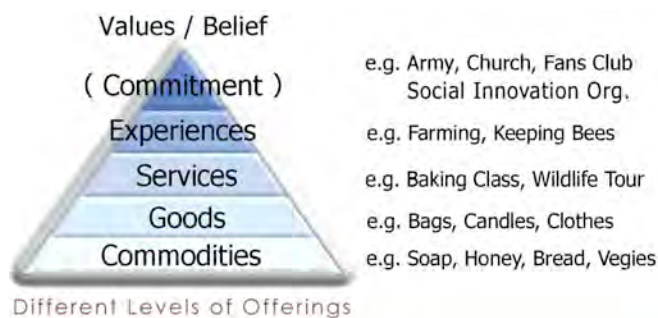 Values / Belief
( Commitment )
e.g. Army, Church, Fans Club
Social Innovation Org.
Experiences
e.g. Farming, Keeping Bees
Services
e.g. Baking Class, Wildlife Tour
Goods
e.g. Bags, Candles, Clothes
Commodities
e.g. Soap, Honey, Bread, Vegies
Different Levels of Offerings